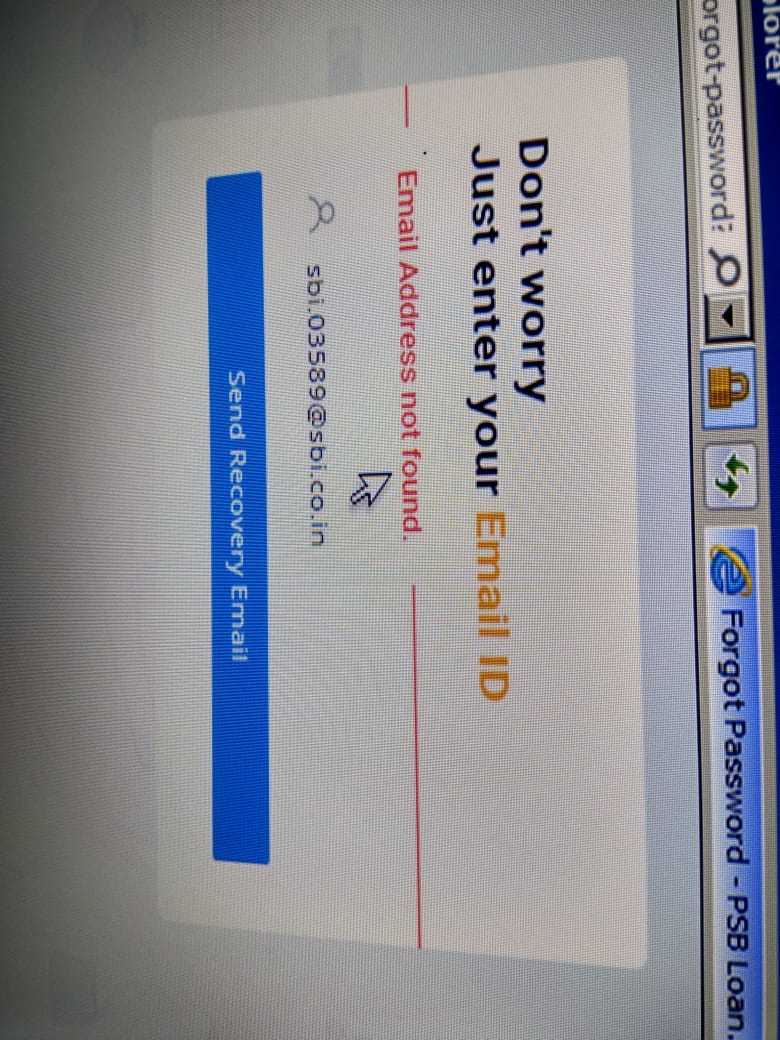 plorer
orgot-password?
Forgot Password - PSB Loan.
Don't worry
Just enter your Email ID
Email Address not found.
sbi.03589@sbi.co.in
Send Recovery Email